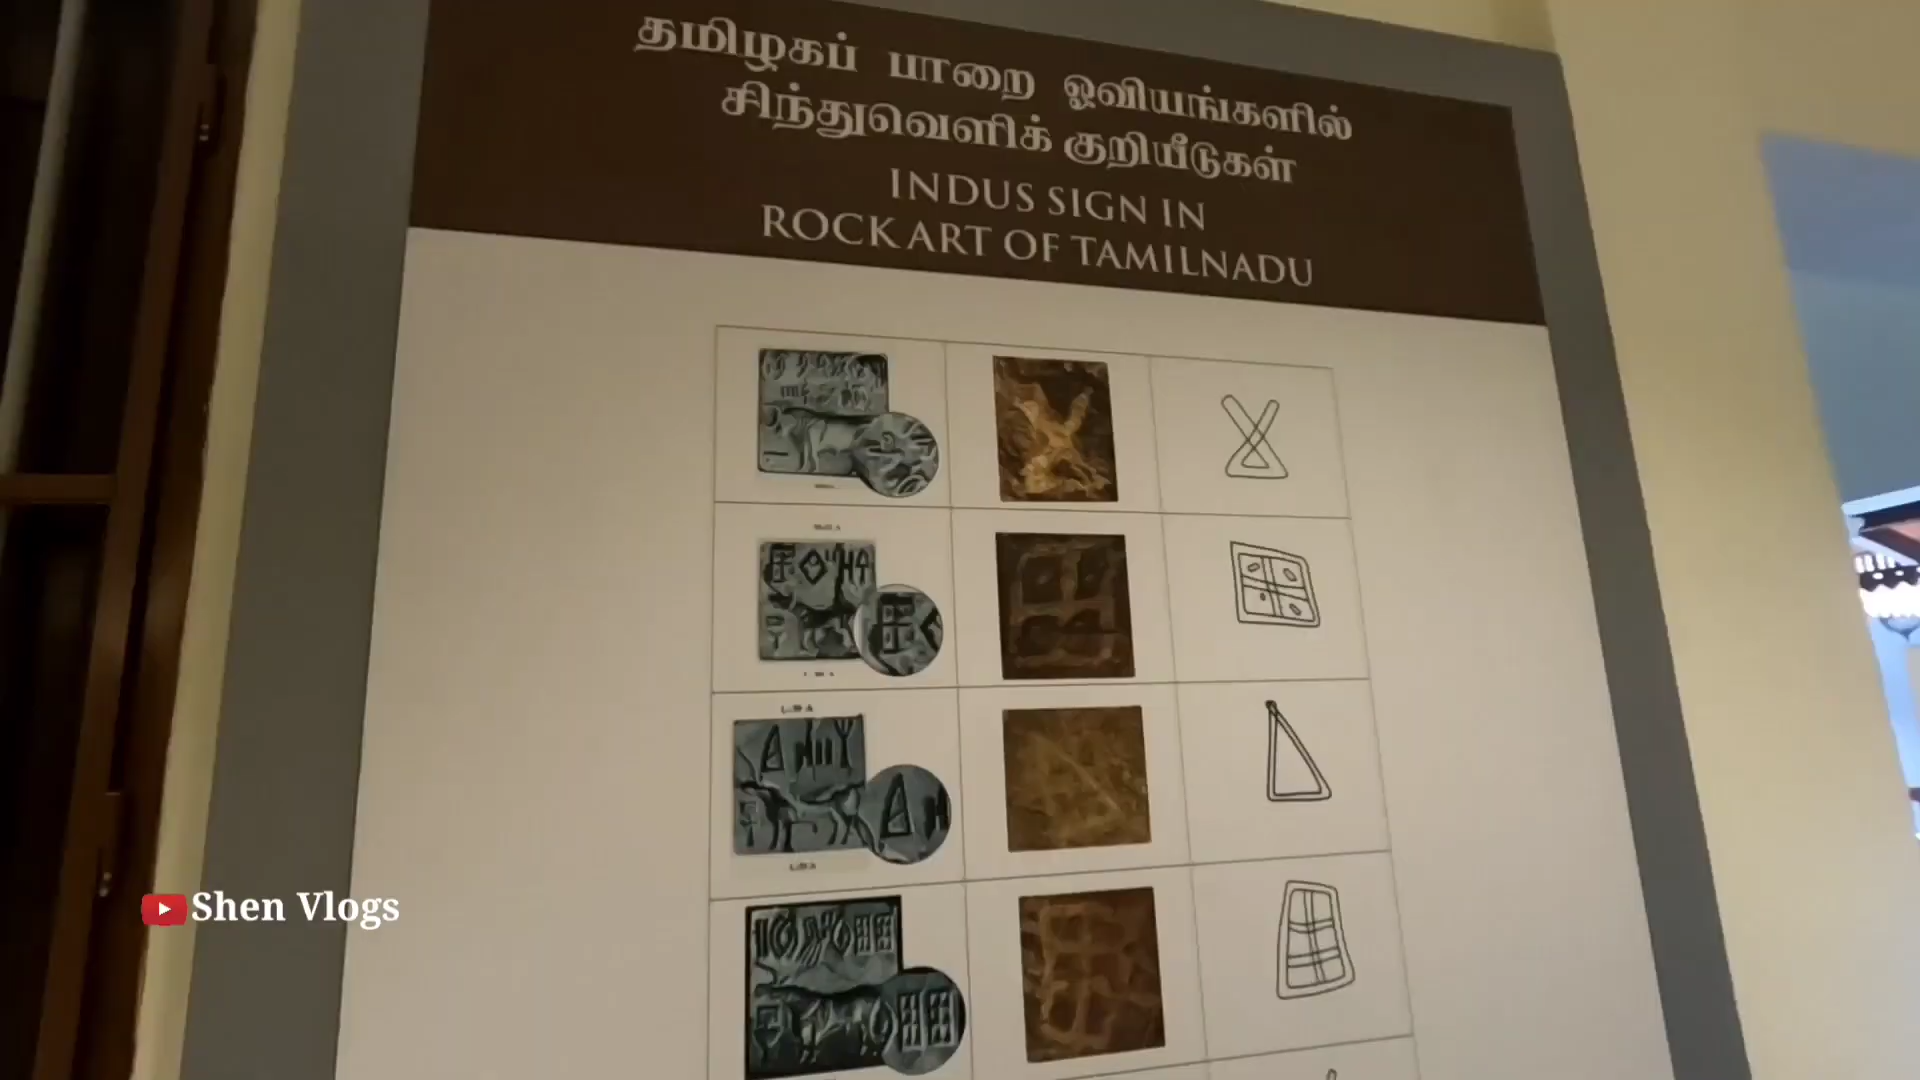 தமிழகப் பாறை ஓவியங்களில்
சிந்துவெளிக் குறியீடுகள்
INDUS SIGN IN
ROCK ART OF TAMILNADU
Shen Vlogs